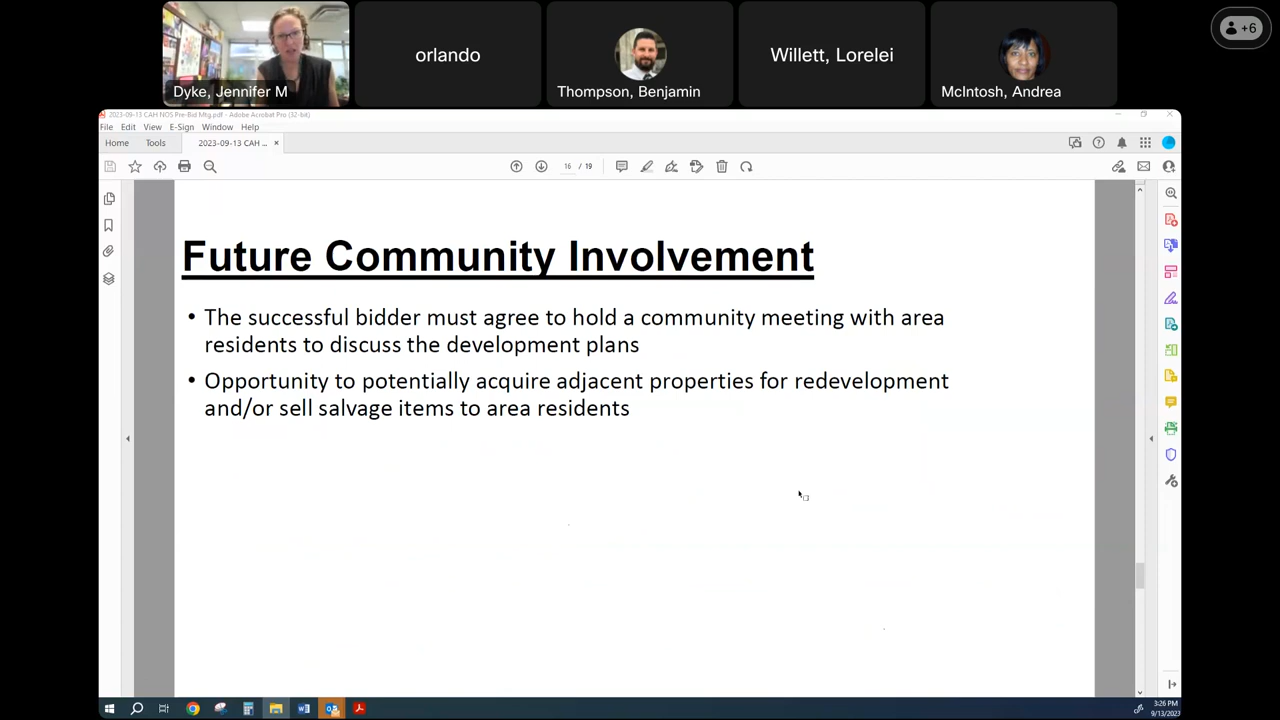 orlando
Willett, Lorelei
+6
Dyke, Jennifer M
Thompson, Benjamin
McIntosh, Andrea
2023-09-13 CAH NOS Pre-Bid Mtg.pdf - Adobe Acrobat Pro (32-bit)
File Edit View E-Sign Window Help
Home Tools 2023-09-13 CAH ... ×
16 / 19
Future Community Involvement
• The successful bidder must agree to hold a community meeting with area
residents to discuss the development plans
• Opportunity to potentially acquire adjacent properties for redevelopment
and/or sell salvage items to area residents
3:26 PM
9/13/2023